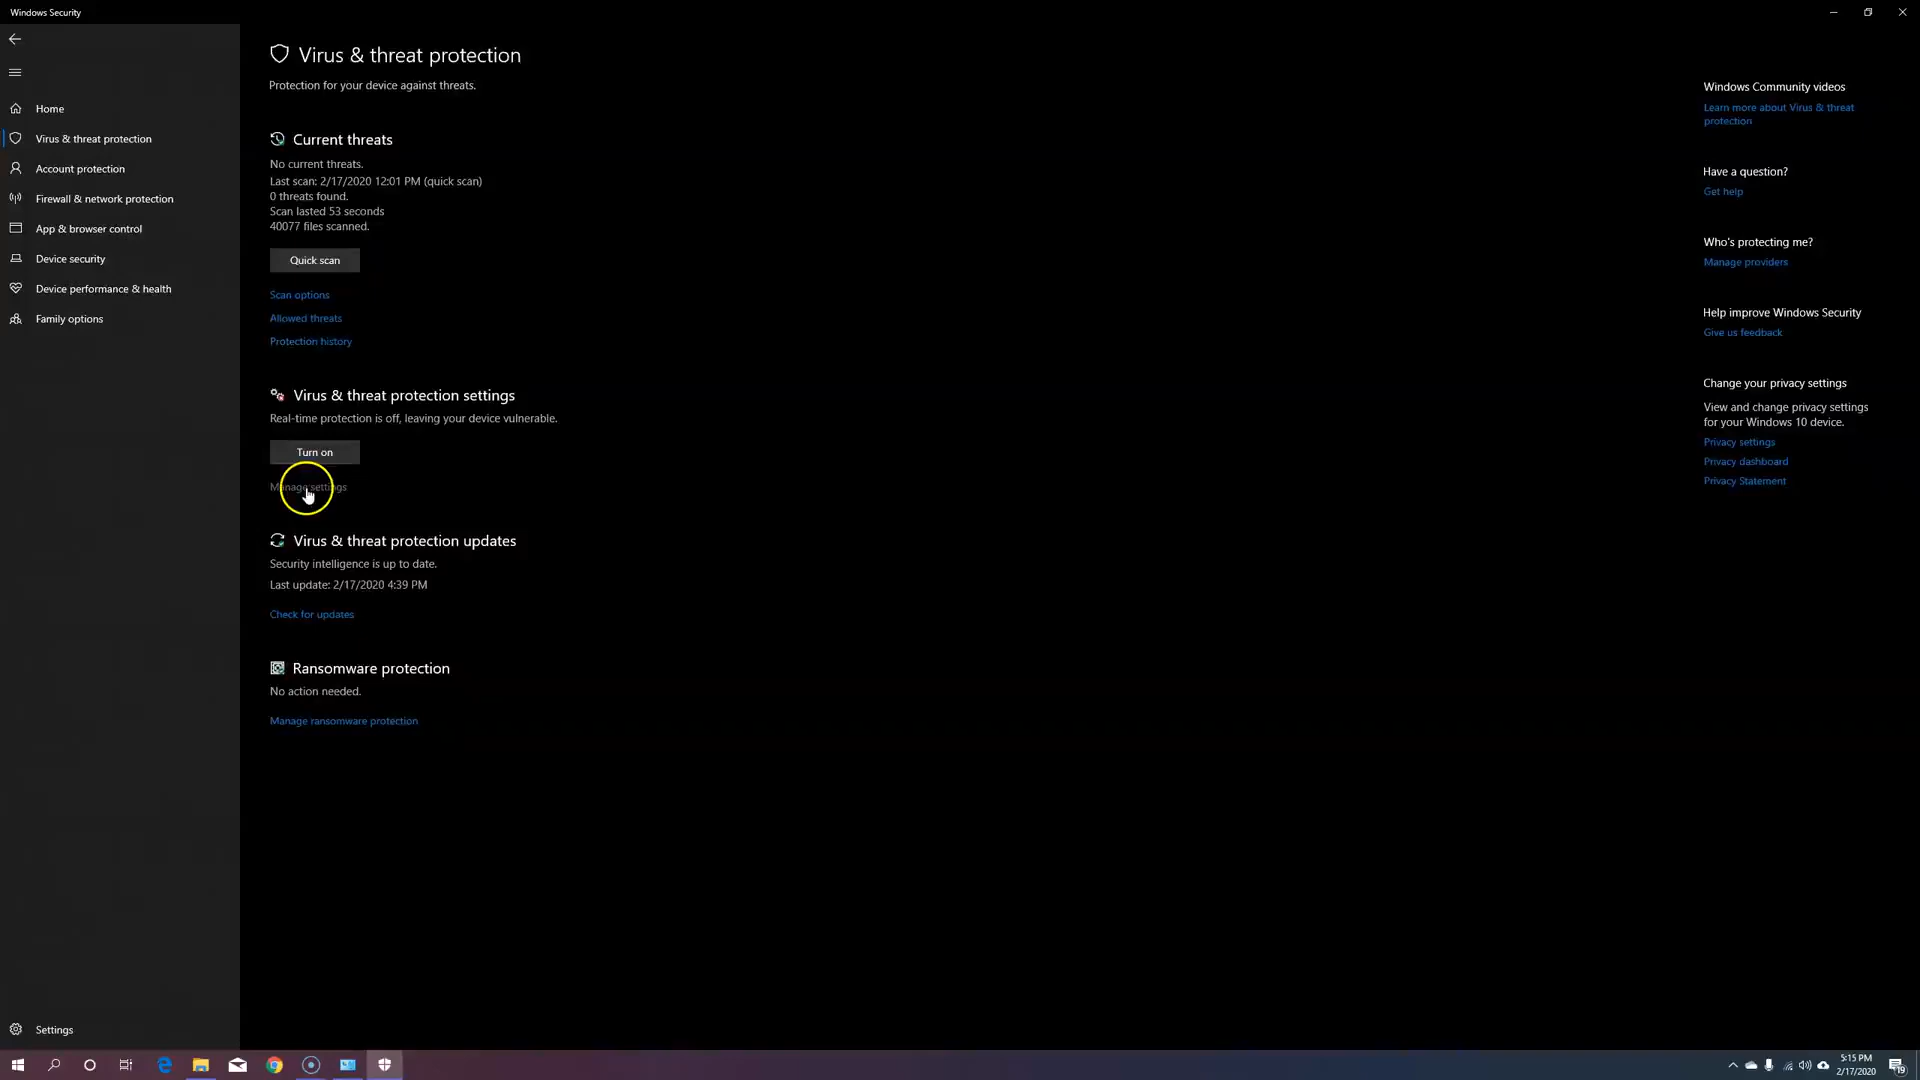 Windows Security
Home
Virus & threat protection
Account protection
Firewall & network protection
App & browser control
Device security
Device performance & health
Family options
Settings
Virus & threat protection
Protection for your device against threats.
Current threats
No current threats.
Last scan: 2/17/2020 12:01 PM (quick scan)
0 threats found.
Scan lasted 53 seconds
40077 files scanned.
Quick scan
Scan options
Allowed threats
Protection history
Virus & threat protection settings
Real-time protection is off, leaving your device vulnerable.
Turn on
Manage settings
Virus & threat protection updates
Security intelligence is up to date.
Last update: 2/17/2020 4:39 PM
Check for updates
Ransomware protection
No action needed.
Manage ransomware protection
Windows Community videos
Learn more about Virus & threat
protection
Have a question?
Get help
Who's protecting me?
Manage providers
Help improve Windows Security
Give us feedback
Change your privacy settings
View and change privacy settings
for your Windows 10 device.
Privacy settings
Privacy dashboard
Privacy Statement
5:15 PM
2/17/2020
19